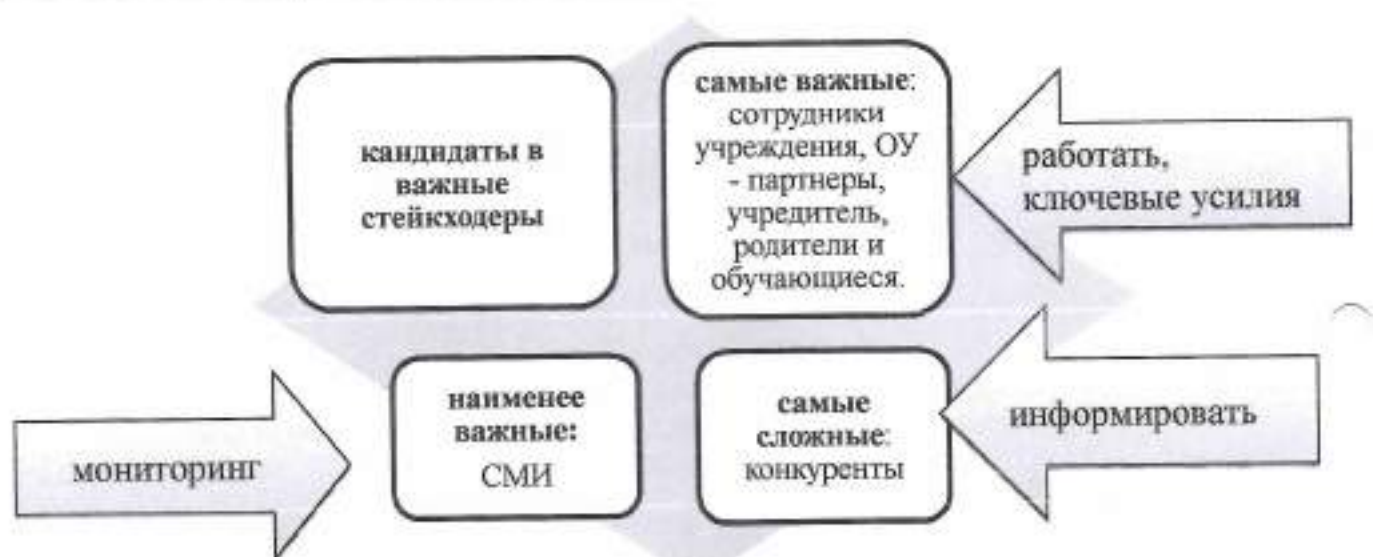 кандидаты в
важные
стейкходеры
самые важные:
сотрудники
учреждения, ОУ
- партнеры,
учредитель,
родители и
обучающиеся.
работать,
ключевые усилия
наименее
важные:
СМИ
самые
сложные:
конкуренты
информировать
мониторинг